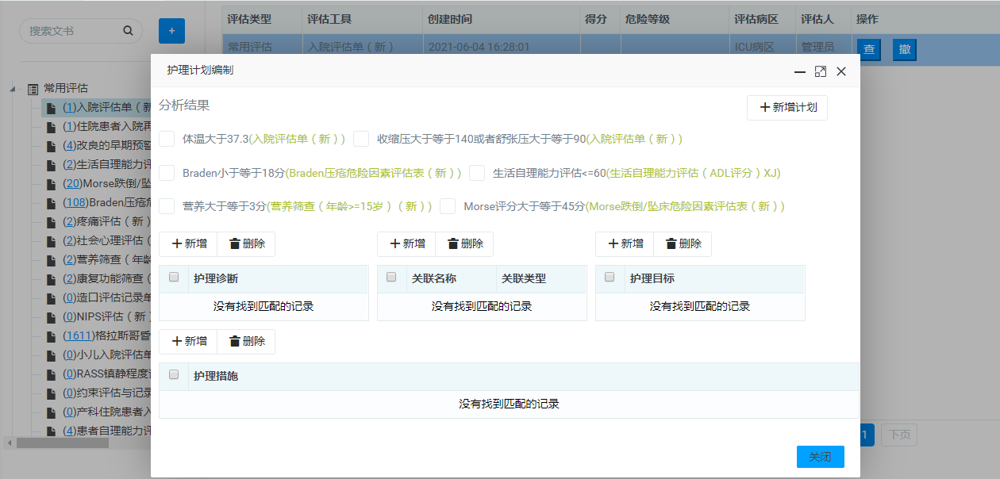 搜索文书
+
评估类型 评估工具 创建时间 得分 危险等级 评估病区 评估人 操作
常用评估 入院评估单（新） 2021-06-04 16:28:01 ICU病区 管理员 查 撤
护理计划编制
常用评估
(1)入院评估单（新
(1)住院患者入院再
(4)改良的早期预警
(2)生活自理能力评
(20)Morse跌倒/坠
(108)Braden压疮危
(2)疼痛评估（新）
(2)社会心理评估（
(2)营养筛查（年龄
(2)康复功能筛查（
(0)造口评估记录单
(0)NIPS评估（新）
(1611)格拉斯哥昏
(0)小儿入院评估单
(0)RASS镇静程度
(0)约束评估与记录
(0)产科住院患者入
(4)患者自理能力评
分析结果
+新增计划
体温大于37.3(入院评估单（新）) 收缩压大于等于140或者舒张压大于等于90(入院评估单（新）)
Braden小于等于18分(Braden压疮危险因素评估表（新）) 生活自理能力评估<=60(生活自理能力评估（ADL评分）XJ)
营养大于等于3分(营养筛查（年龄>=15岁）（新）) Morse评分大于等于45分(Morse跌倒/坠床危险因素评估表（新）)
+新增 删除 +新增 删除 +新增 删除
护理诊断 关联名称 关联类型 护理目标
没有找到匹配的记录 没有找到匹配的记录 没有找到匹配的记录
+新增 删除
护理措施
没有找到匹配的记录
1 下页
关闭